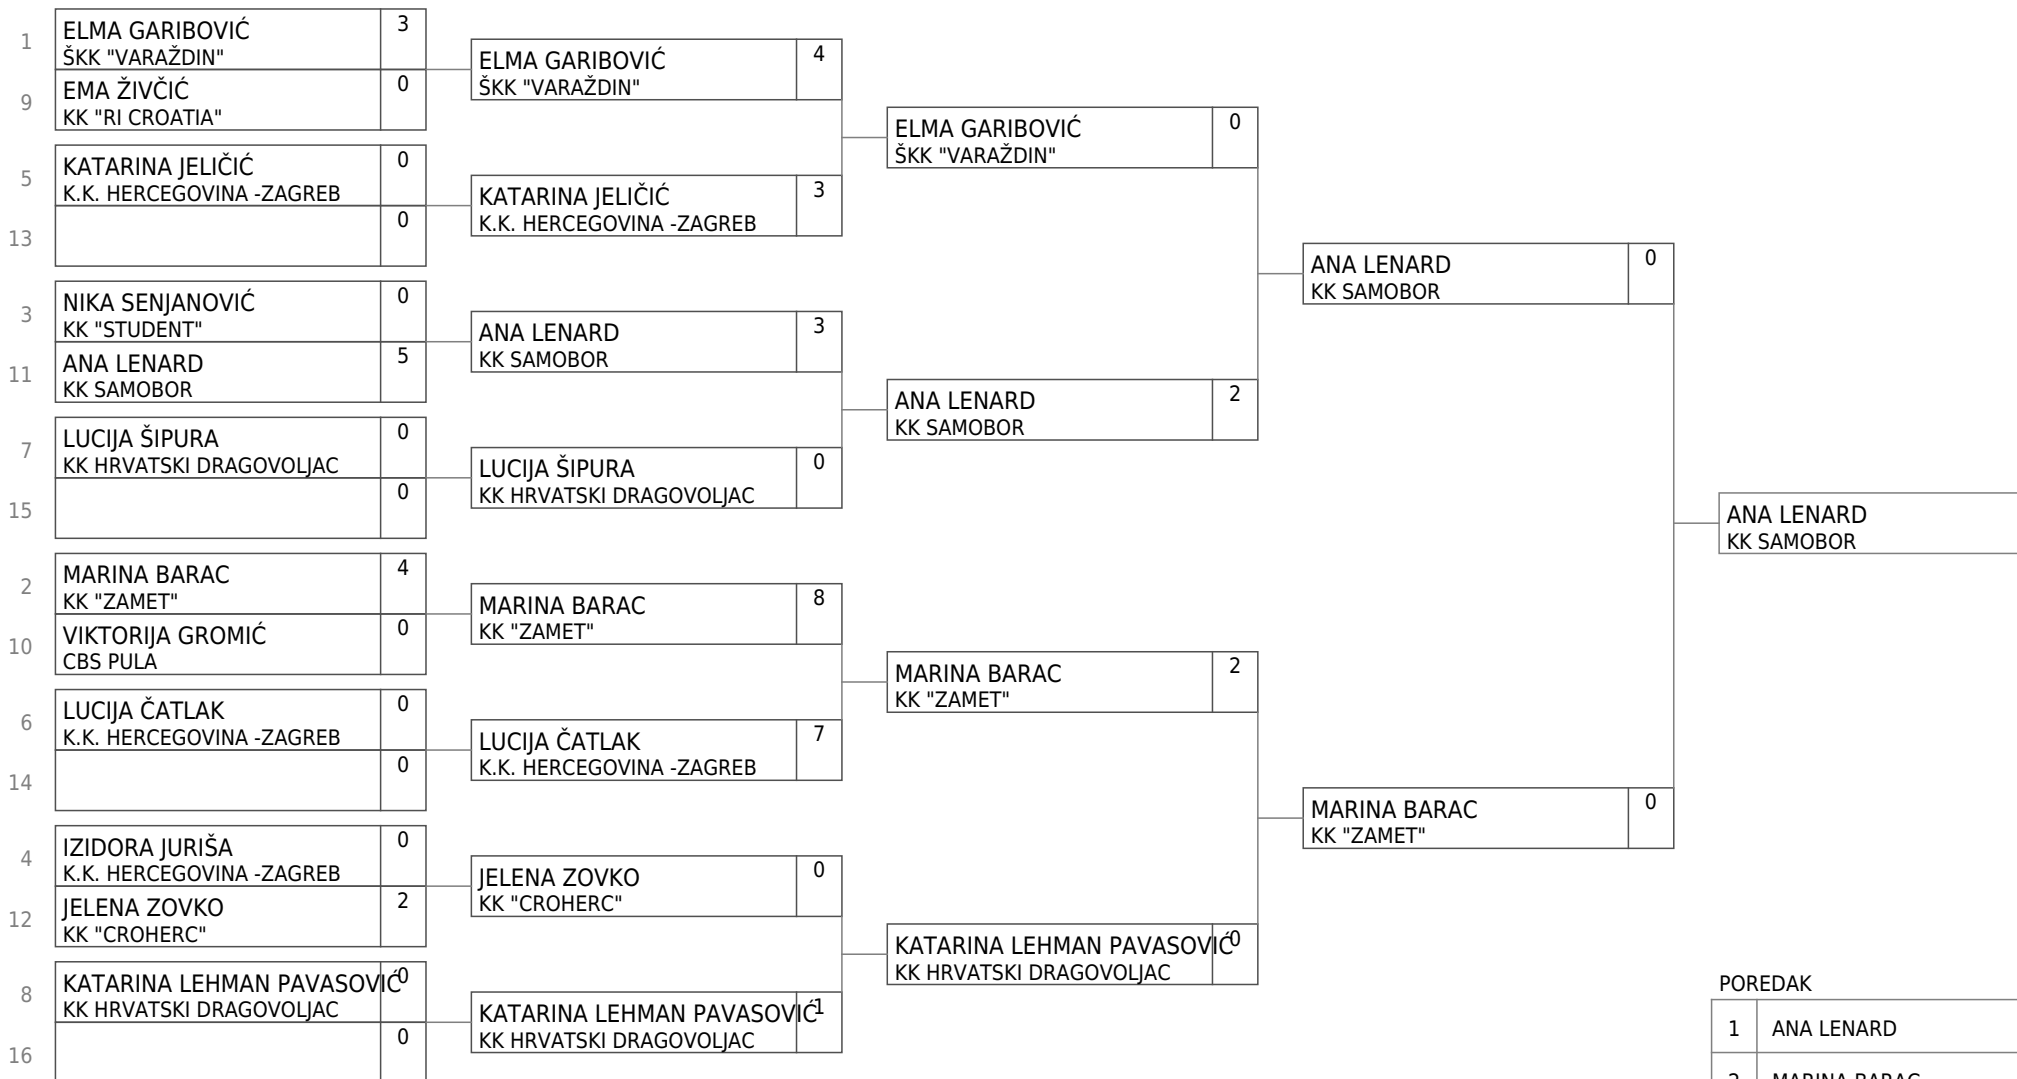 1
ELMA GARIBOVIĆ
3
ŠKK "VARAŽDIN"
9
EMA ŽIVČIĆ
0
KK "RI CROATIA"
5
KATARINA JELIČIĆ
0
K.K. HERCEGOVINA -ZAGREB
13
0
3
NIKA SENJANOVIĆ
0
KK "STUDENT"
11
ANA LENARD
5
KK SAMOBOR
7
LUCIJA ŠIPURA
0
KK HRVATSKI DRAGOVOLJAC
15
0
2
MARINA BARAC
4
KK "ZAMET"
10
VIKTORIJA GROMIĆ
0
CBS PULA
6
LUCIJA ČATLAK
0
K.K. HERCEGOVINA -ZAGREB
14
0
4
IZIDORA JURIŠA
0
K.K. HERCEGOVINA -ZAGREB
12
JELENA ZOVKO
2
KK "CROHERC"
8
KATARINA LEHMAN PAVASOVIĆ
0
KK HRVATSKI DRAGOVOLJAC
16
0
ELMA GARIBOVIĆ
4
ŠKK "VARAŽDIN"
KATARINA JELIČIĆ
3
K.K. HERCEGOVINA -ZAGREB
ANA LENARD
3
KK SAMOBOR
LUCIJA ŠIPURA
0
KK HRVATSKI DRAGOVOLJAC
MARINA BARAC
8
KK "ZAMET"
LUCIJA ČATLAK
7
K.K. HERCEGOVINA -ZAGREB
JELENA ZOVKO
0
KK "CROHERC"
KATARINA LEHMAN PAVASOVIĆ
1
KK HRVATSKI DRAGOVOLJAC
ELMA GARIBOVIĆ
0
ŠKK "VARAŽDIN"
ANA LENARD
2
KK SAMOBOR
MARINA BARAC
2
KK "ZAMET"
KATARINA LEHMAN PAVASOVIĆ
0
KK HRVATSKI DRAGOVOLJAC
ANA LENARD
0
KK SAMOBOR
MARINA BARAC
0
KK "ZAMET"
ANA LENARD
KK SAMOBOR
POREDAK
1 ANA LENARD
2 MARINA BARAC